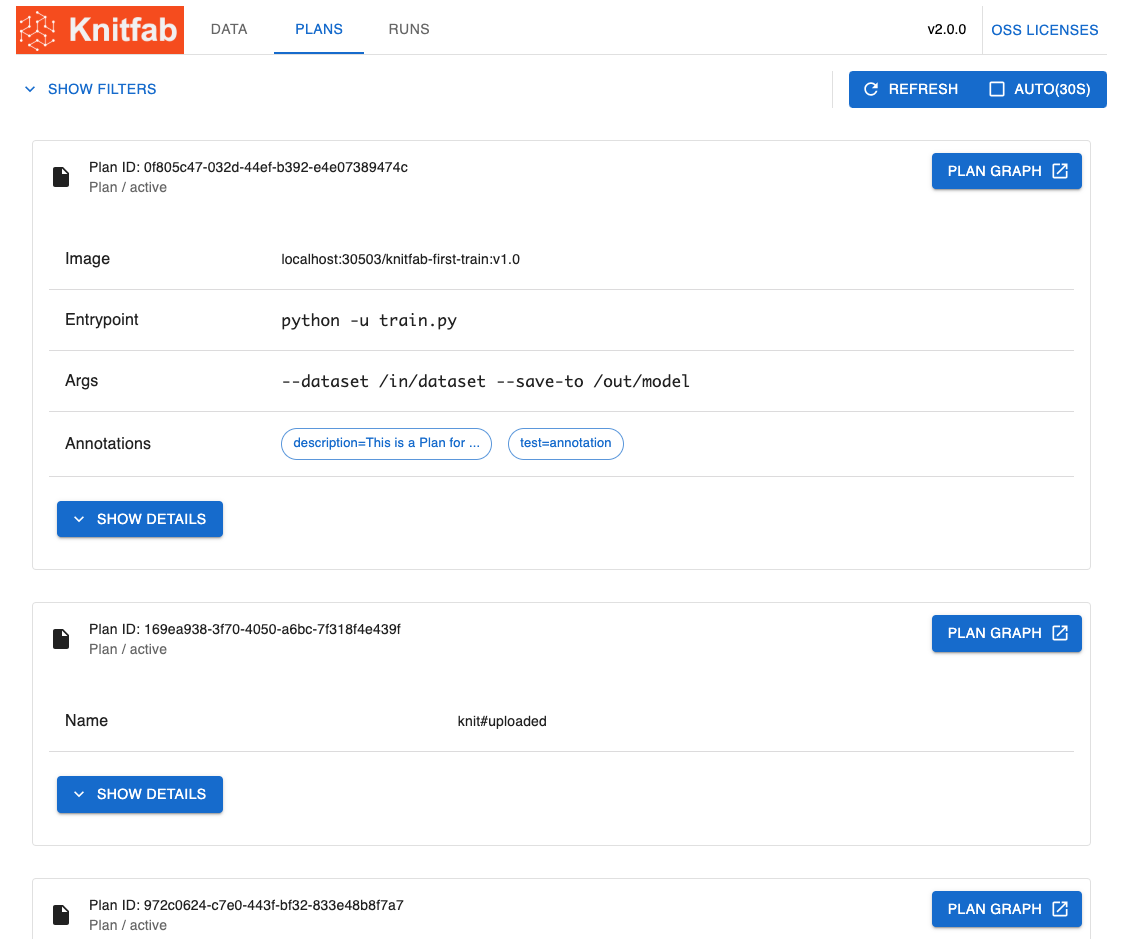 Knitfab DATA PLANS RUNS v2.0.0 OSS LICENSES
SHOW FILTERS REFRESH AUTO(30S)
Plan ID: 0f805c47-032d-44ef-b392-e4e07389474c
Plan / active
PLAN GRAPH
Image localhost:30503/knitfab-first-train:v1.0
Entrypoint python -u train.py
Args --dataset /in/dataset --save-to /out/model
Annotations description=This is a Plan for ... test=annotation
SHOW DETAILS
Plan ID: 169ea938-3f70-4050-a6bc-7f318f4e439f
Plan / active
PLAN GRAPH
Name knit#uploaded
SHOW DETAILS
Plan ID: 972c0624-c7e0-443f-bf32-833e48b8f7a7
Plan / active
PLAN GRAPH